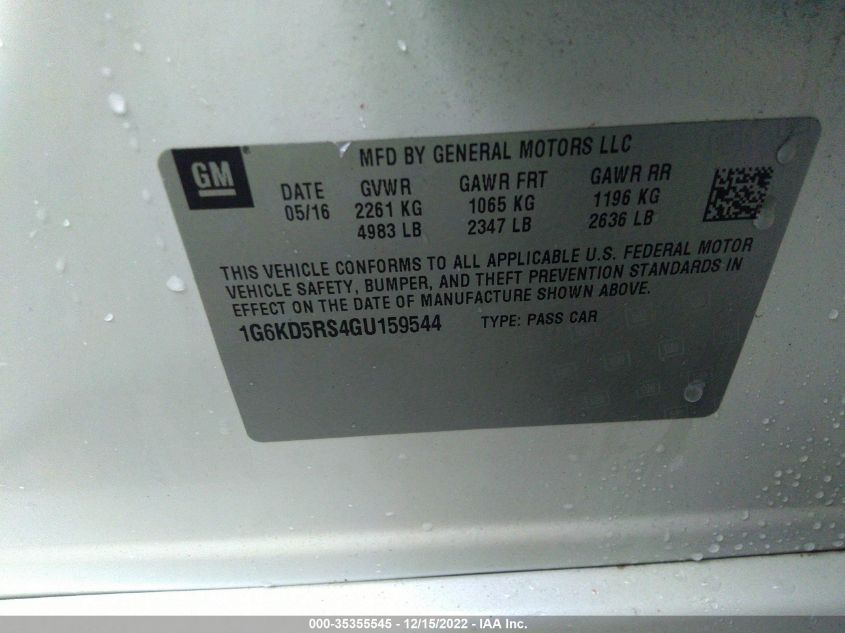 GM ®
MFD BY GENERAL MOTORS LLC
DATE GVWR GAWR FRT GAWR RR
05/16 2261 KG 1065 KG 1196 KG
4983 LB 2347 LB 2636 LB
THIS VEHICLE CONFORMS TO ALL APPLICABLE U.S. FEDERAL MOTOR
VEHICLE SAFETY, BUMPER, AND THEFT PREVENTION STANDARDS IN
EFFECT ON THE DATE OF MANUFACTURE SHOWN ABOVE.
1G6KD5RS4GU159544 TYPE: PASS CAR
000-35355545 - 12/15/2022 - IAA Inc.